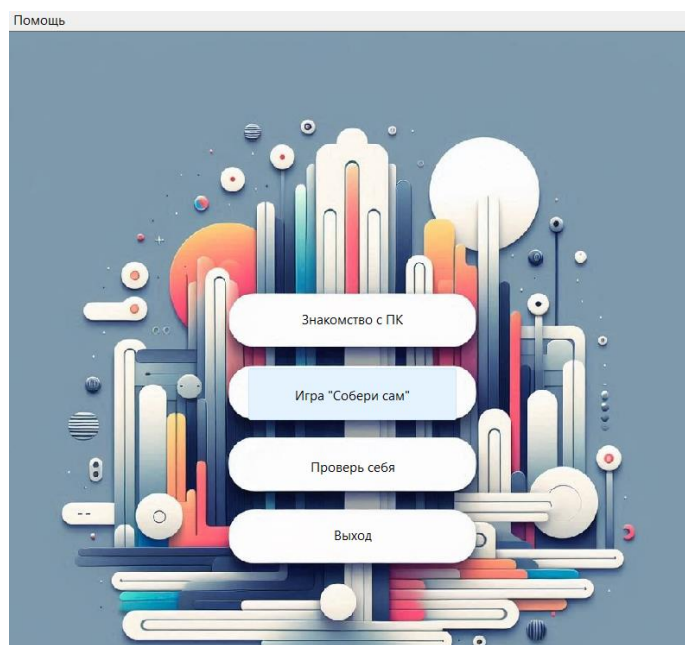 Помощь
Знакомство с ПК
Игра "Собери сам"
Проверь себя
Выход